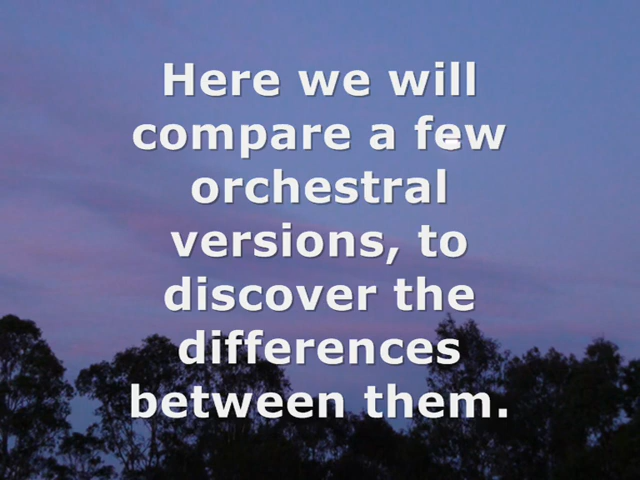 Here we will
compare a few
orchestral
versions, to
discover the
differences
between them.